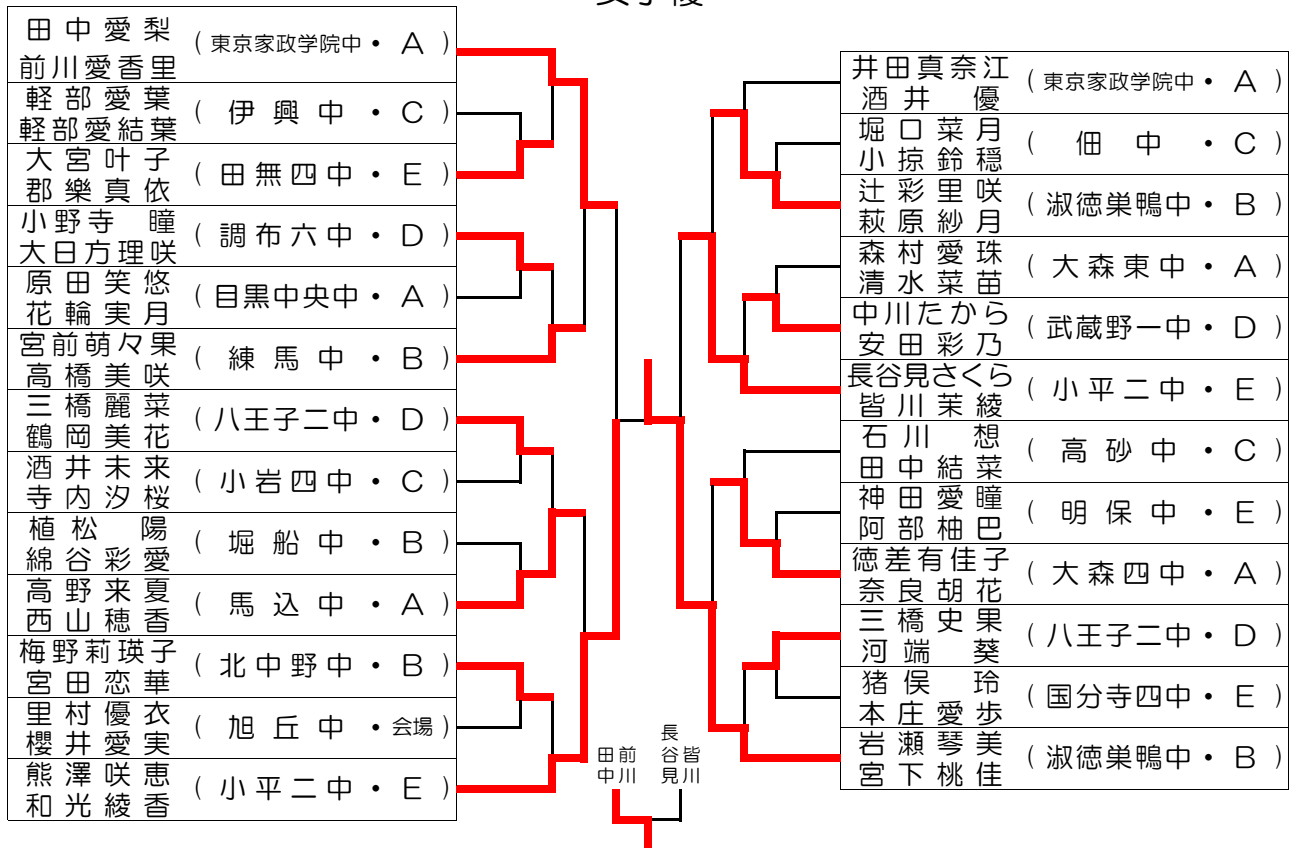 田中愛梨
前川愛香里
(東京家政学院中・A)
軽部愛葉
軽部愛結葉
(伊興中・C)
大宮叶子
郡樂真依
(田無四中・E)
小野寺 瞳
大日方理咲
(調布六中・D)
原田笑悠
花輪実月
(目黒中央中・A)
宮前萌々果
高橋美咲
(練馬中・B)
三橋麗菜
鶴岡美花
(八王子二中・D)
酒井未来
寺内汐桜
(小岩四中・C)
植松 陽
綿谷彩愛
(堀船中・B)
高野来夏
西山穂香
(馬込中・A)
梅野莉瑛子
宮田恋華
(北中野中・B)
里村優衣
櫻井愛実
(旭丘中・会場)
熊澤咲恵
和光綾香
(小平二中・E)
田中
前川
長谷見
皆川
井田真奈江
酒井 優
(東京家政学院中・A)
堀口菜月
小掠鈴穏
(佃中・C)
辻彩里咲
萩原紗月
(淑徳巣鴨中・B)
森村愛珠
清水菜苗
(大森東中・A)
中川たから
安田彩乃
(武蔵野一中・D)
長谷見さくら
皆川茉綾
(小平二中・E)
石川 想
田中結菜
(高砂中・C)
神田愛瞳
阿部柚巴
(明保中・E)
徳差有佳子
奈良胡花
(大森四中・A)
三橋史果
河端 葵
(八王子二中・D)
猪俣 玲
本庄愛歩
(国分寺四中・E)
岩瀬琴美
宮下桃佳
(淑徳巣鴨中・B)